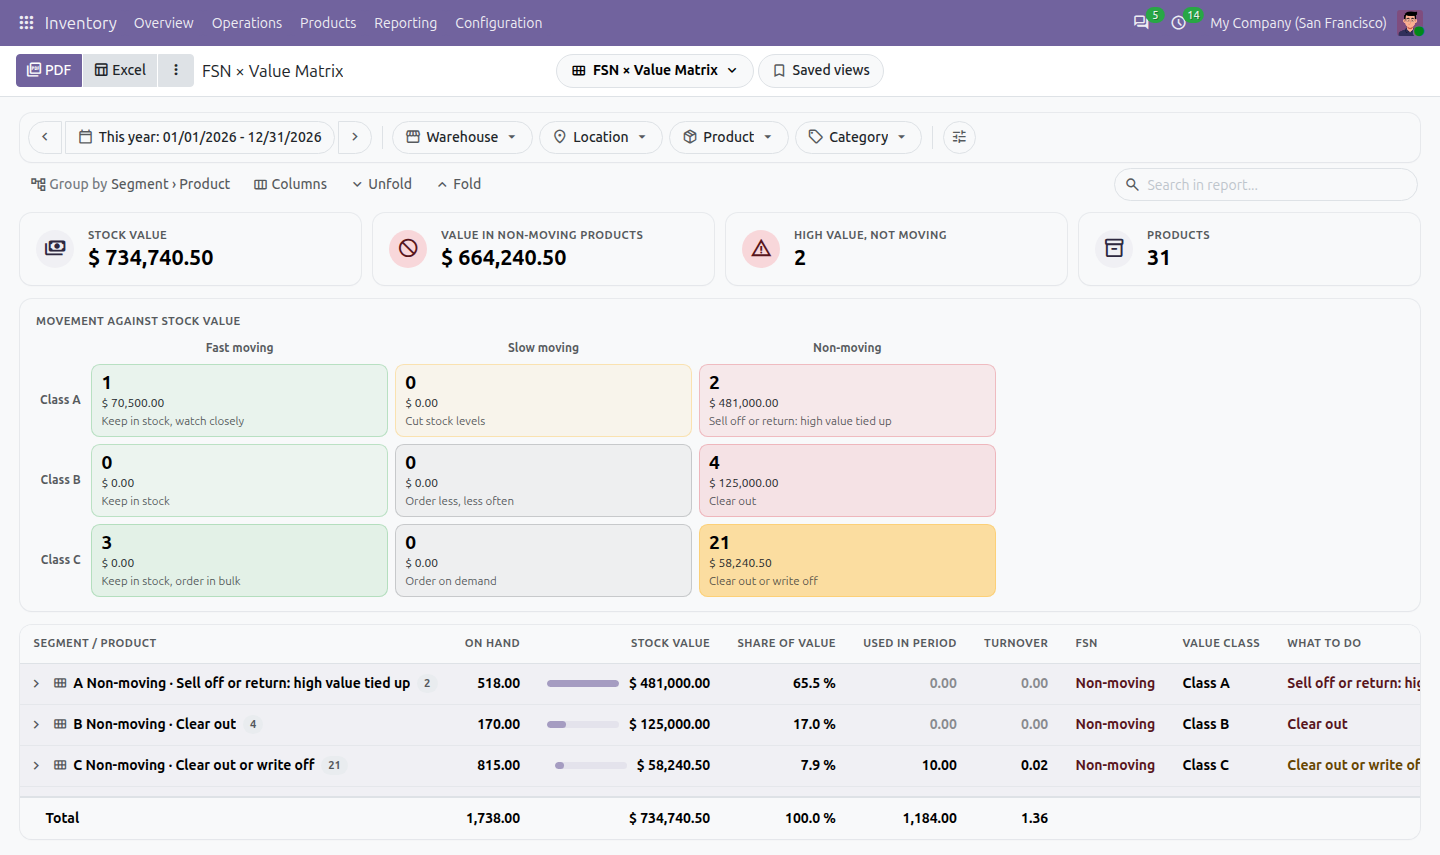 Inventory Overview Operations Products Reporting Configuration 5 14 My Company (San Francisco)
PDF Excel FSN × Value Matrix FSN × Value Matrix Saved views
This year: 01/01/2026 - 12/31/2026 Warehouse Location Product Category
Group by Segment › Product Columns Unfold Fold Search in report...
STOCK VALUE
$ 734,740.50
VALUE IN NON-MOVING PRODUCTS
$ 664,240.50
HIGH VALUE, NOT MOVING
2
PRODUCTS
31
MOVEMENT AGAINST STOCK VALUE
Fast moving Slow moving Non-moving
Class A
1
$ 70,500.00
Keep in stock, watch closely
0
$ 0.00
Cut stock levels
2
$ 481,000.00
Sell off or return: high value tied up
Class B
0
$ 0.00
Keep in stock
0
$ 0.00
Order less, less often
4
$ 125,000.00
Clear out
Class C
3
$ 0.00
Keep in stock, order in bulk
0
$ 0.00
Order on demand
21
$ 58,240.50
Clear out or write off
SEGMENT / PRODUCT ON HAND STOCK VALUE SHARE OF VALUE USED IN PERIOD TURNOVER FSN VALUE CLASS WHAT TO DO
A Non-moving · Sell off or return: high value tied up 2 518.00 $ 481,000.00 65.5 % 0.00 0.00 Non-moving Class A Sell off or return: hig
B Non-moving · Clear out 4 170.00 $ 125,000.00 17.0 % 0.00 0.00 Non-moving Class B Clear out
C Non-moving · Clear out or write off 21 815.00 $ 58,240.50 7.9 % 10.00 0.02 Non-moving Class C Clear out or write of
Total 1,738.00 $ 734,740.50 100.0 % 1,184.00 1.36